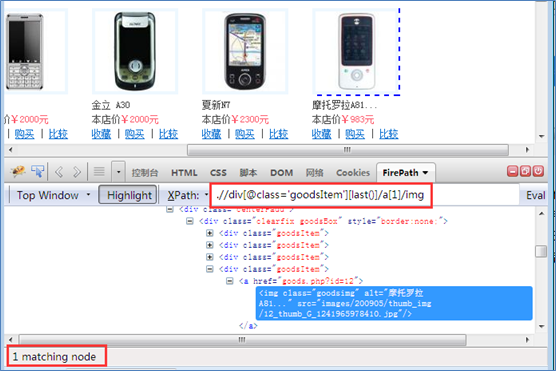 金立 A30
夏新N7
摩托罗拉A81...
价￥2000元
本店价￥2000元
本店价￥2300元
本店价￥983元
| 购买 | 比较
收藏 | 购买 | 比较
收藏 | 购买 | 比较
收藏 | 购买 | 比较
控制台 HTML CSS 脚本 DOM 网络 Cookies FirePath
Top Window Highlight XPath: .//div[@class='goodsItem'][last()]/a[1]/img Eval
<div class="clearfix goodsBox" style="border:none;">
<div class="goodsItem">
<div class="goodsItem">
<div class="goodsItem">
<div class="goodsItem">
<a href="goods.php?id=12">
<img class="goodsimg" alt="摩托罗拉
A81..." src="images/200905/thumb_img
/12_thumb_G_1241965978410.jpg"/>
</a>
1 matching node